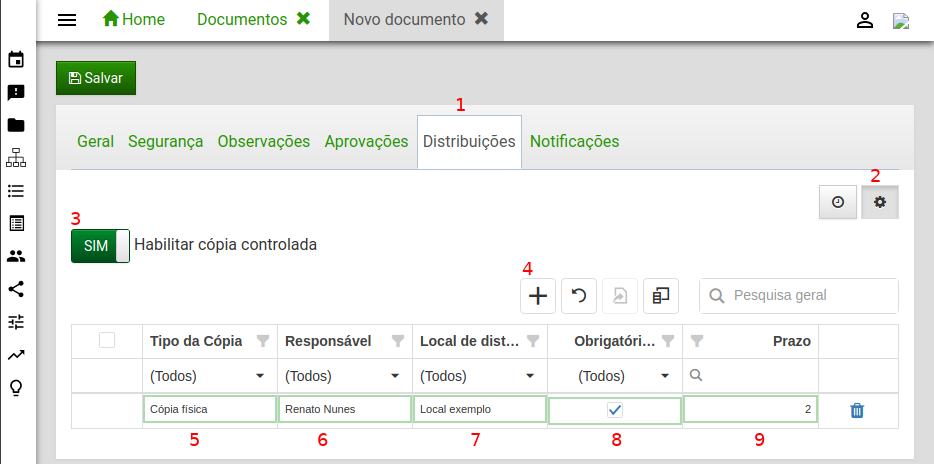 Home Documentos Novo documento
Salvar
1
Geral Segurança Observações Aprovações Distribuições Notificações
2
3
SIM Habilitar cópia controlada
4
Pesquisa geral
Tipo da Cópia Responsável Local de dist... Obrigatóri... Prazo
(Todos) (Todos) (Todos) (Todos)
Cópia física Renato Nunes Local exemplo 2
5 6 7 8 9